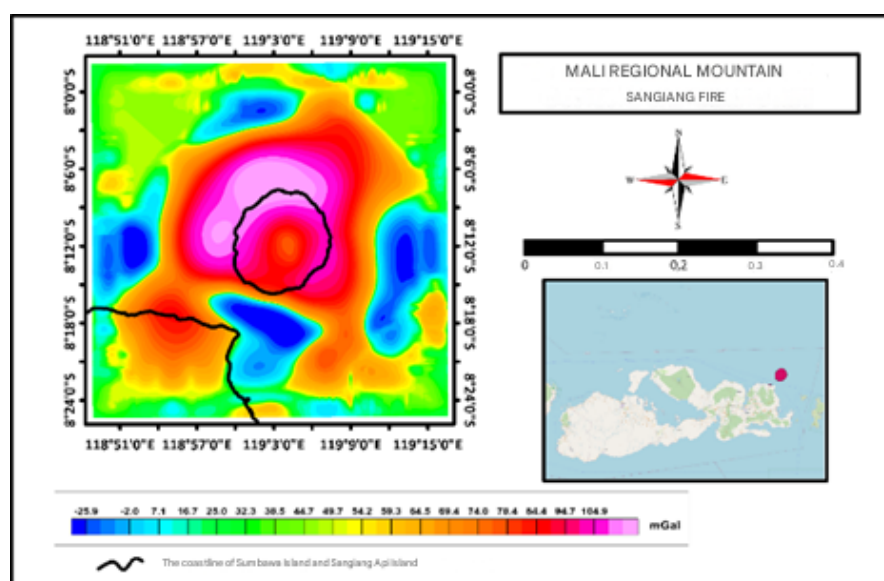 118°51'0"E 118°57'0"E 119°3'0"E 119°9'0"E 119°15'0"E
8°0'0"S 8°0'0"S
8°6'0"S 8°6'0"S
8°12'0"S 8°12'0"S
8°18'0"S 8°18'0"S
8°24'0"S 8°24'0"S
118°51'0"E 118°57'0"E 119°3'0"E 119°9'0"E 119°15'0"E
MALI REGIONAL MOUNTAIN
SANGIANG FIRE
N
W E
S
0 0.1 0.2 0.3 0.4
-25.9 -2.0 7.1 16.7 25.0 32.3 38.5 44.7 49.7 54.2 59.3 64.5 69.4 74.0 78.4 84.6 94.7 104.9
mGal
The coastline of Sumbawa Island and Sangiang Api Island